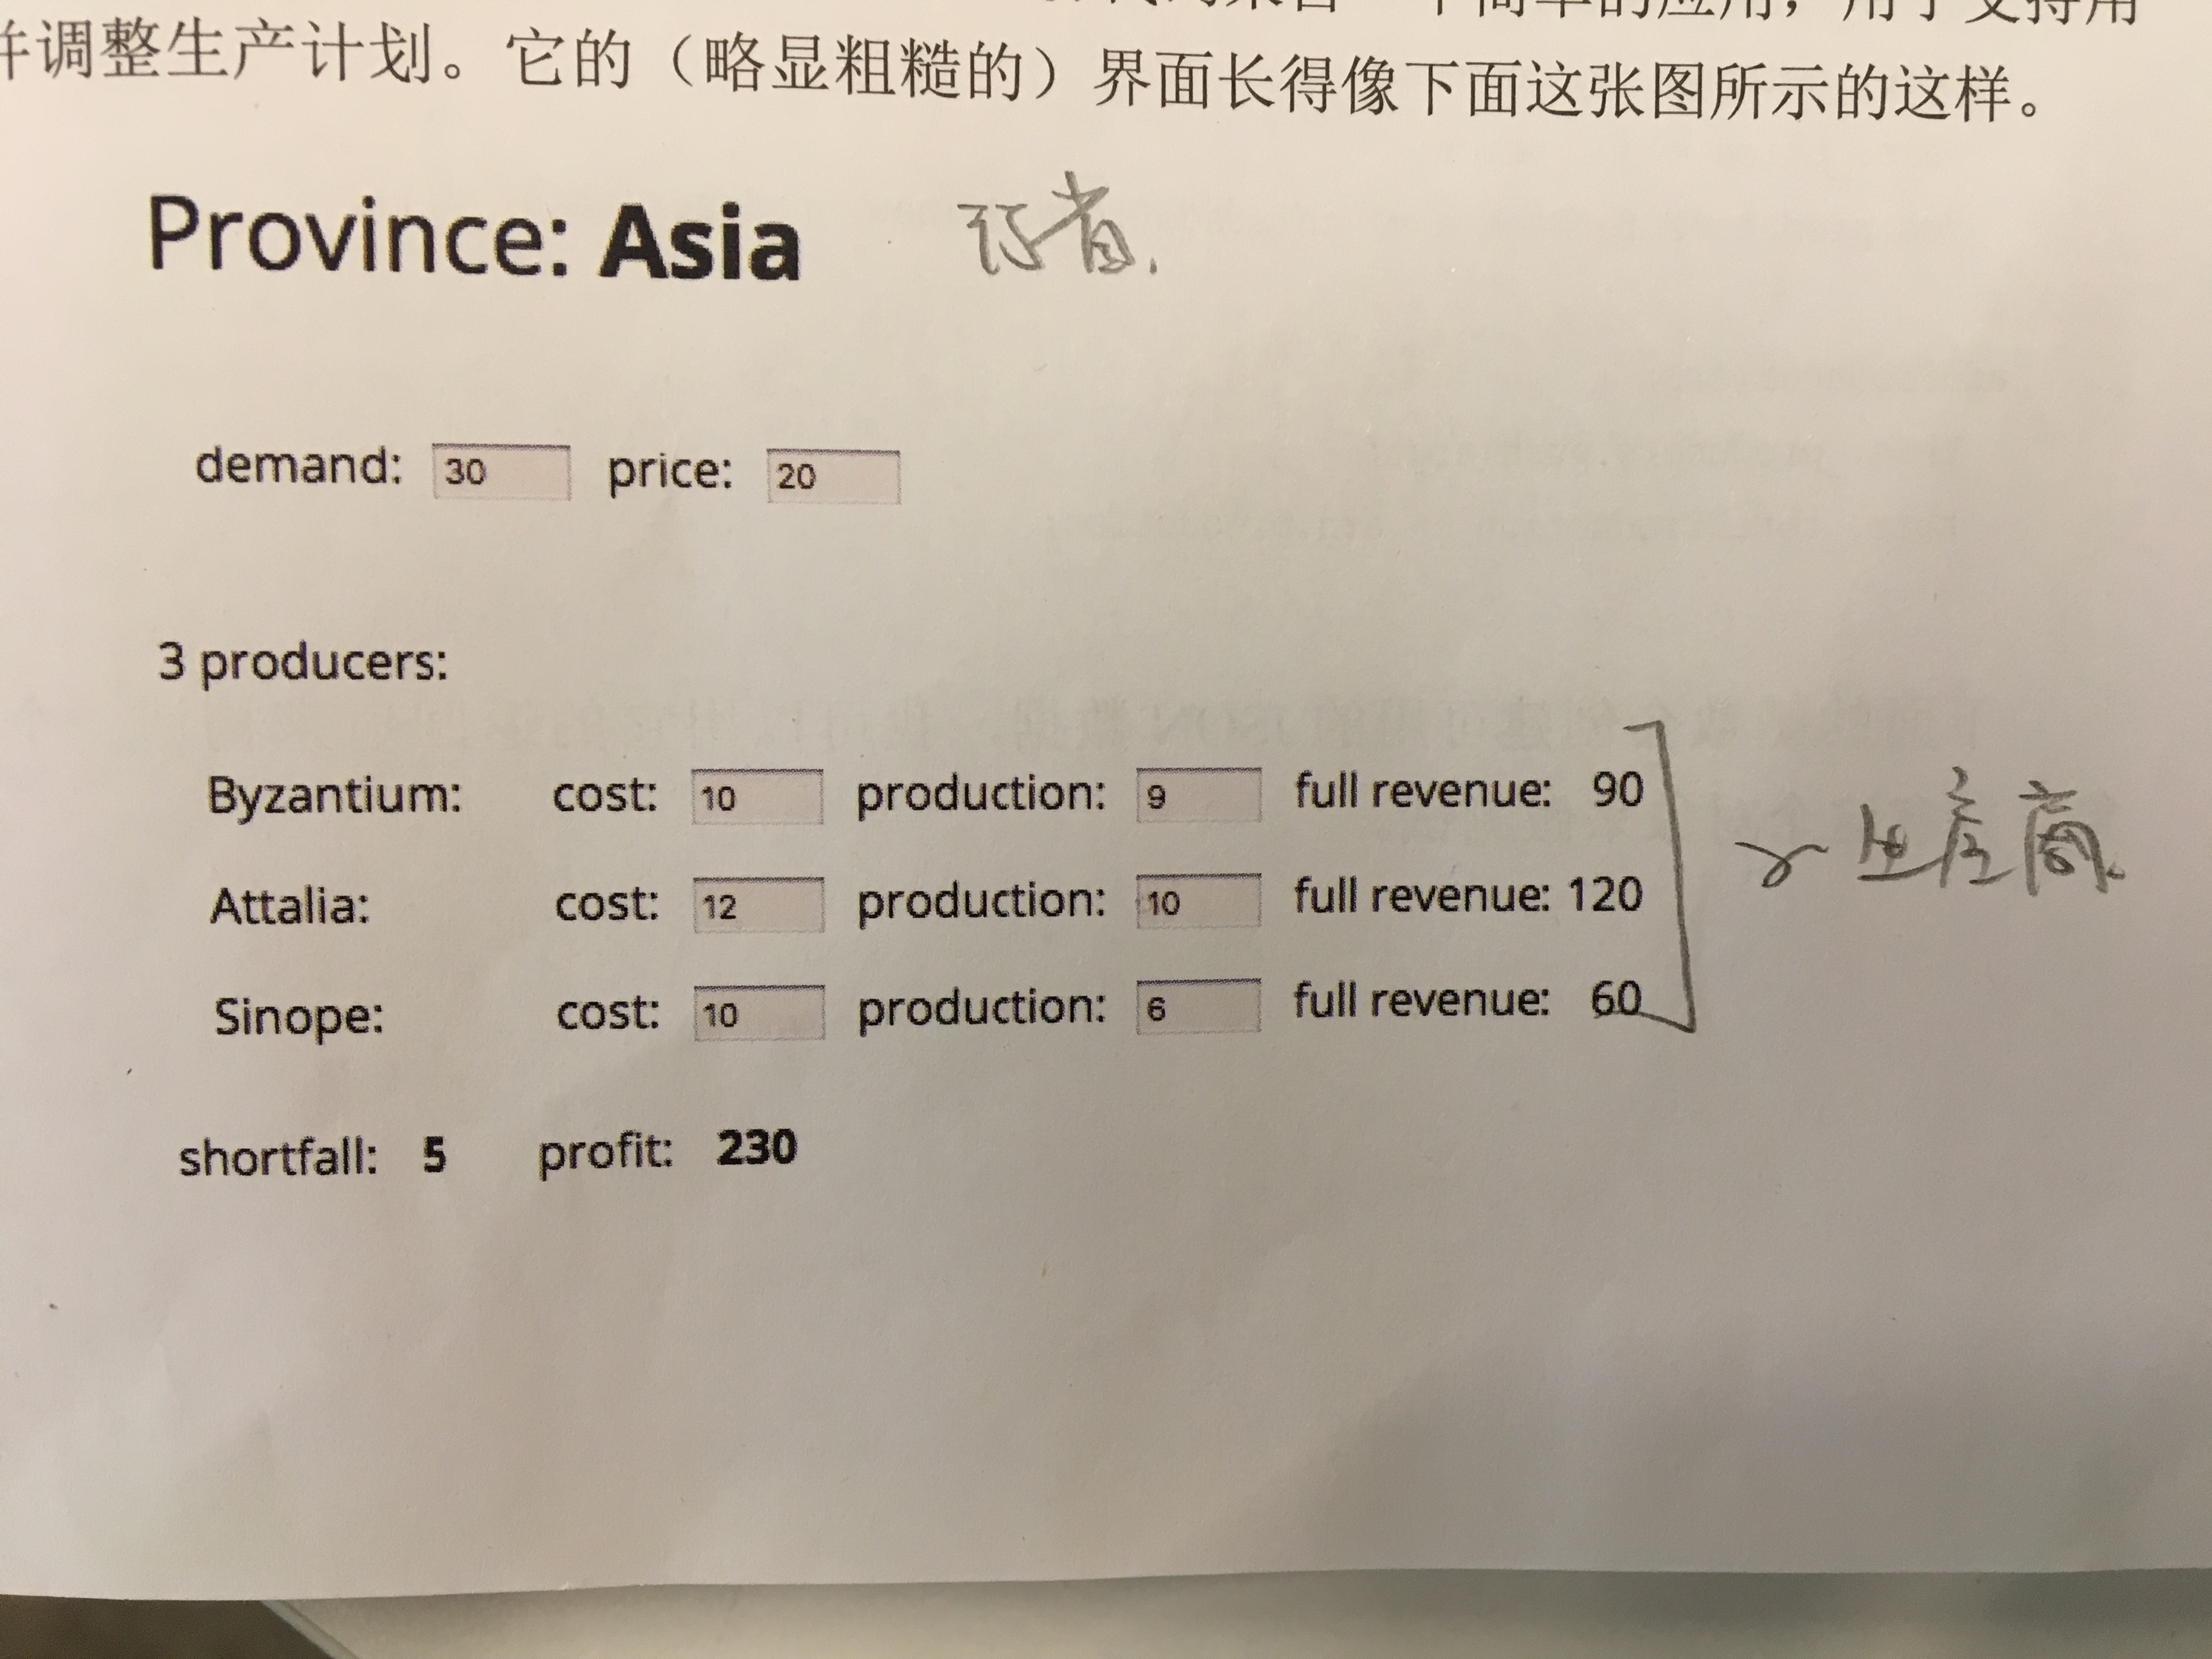 一个简单的应用，用于支持用
并调整生产计划。它的（略显粗糙的）界面长得像下面这张图所示的这样。
Province: Asia 行省.
demand: 30 price: 20
3 producers:
Byzantium: cost: 10 production: 9 full revenue: 90
Attalia: cost: 12 production: 10 full revenue: 120
Sinope: cost: 10 production: 6 full revenue: 60
生产商.
shortfall: 5 profit: 230